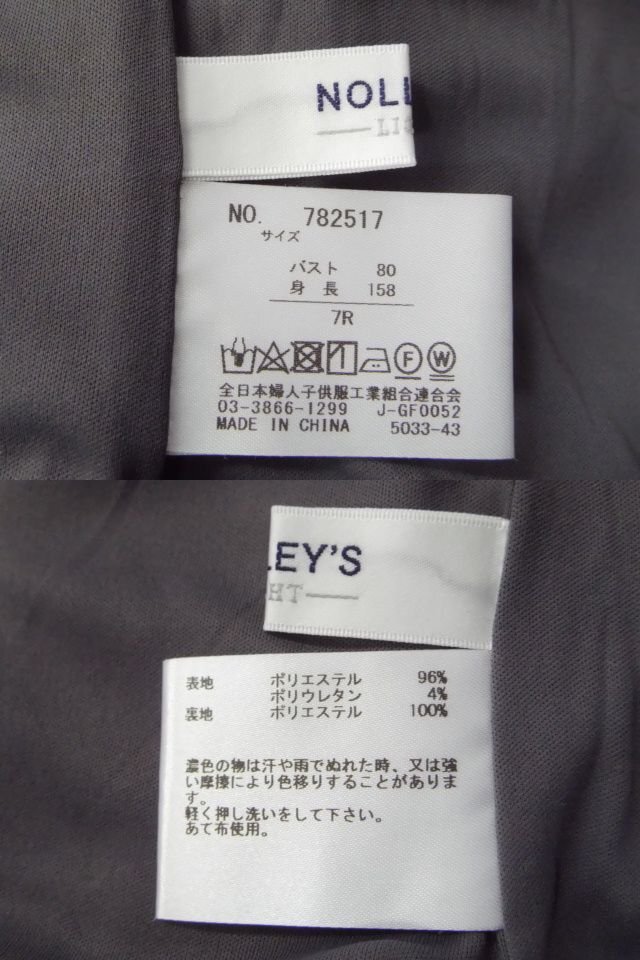 NOLL
LIG
NO. 782517
サイズ
バスト 80
身長 158
7R
F W
全日本婦人子供服工業組合連合会
03-3866-1299 J-GF0052
MADE IN CHINA 5033-43
LEY'S
HT
表地 ポリエステル 96%
ポリウレタン 4%
裏地 ポリエステル 100%
濃色の物は汗や雨でぬれた時、又は強
い摩擦により色移りすることがありま
す。
軽く押し洗いをして下さい。
あて布使用。